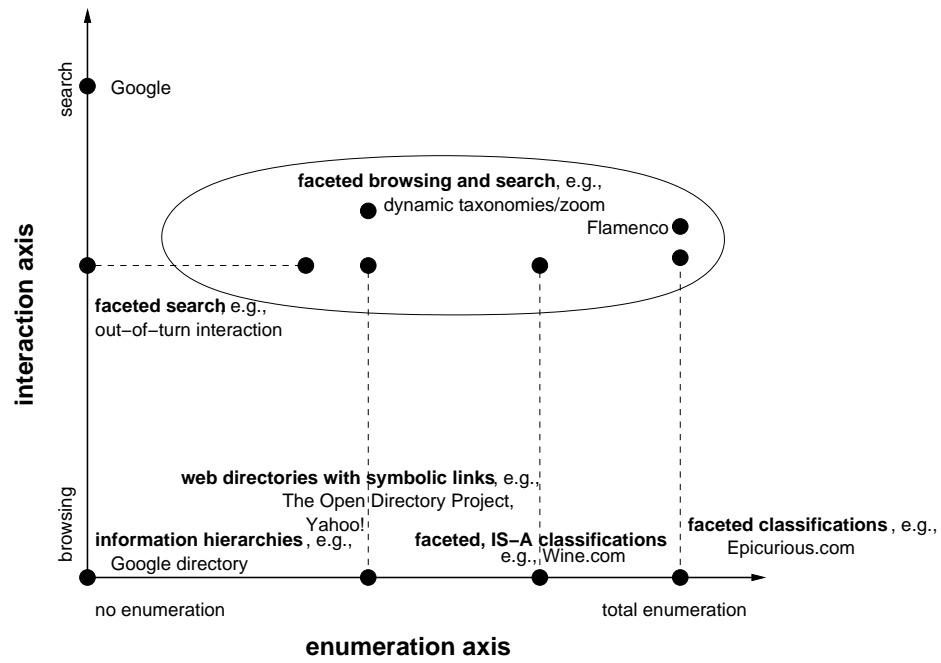 search
Google
faceted browsing and search, e.g.,
dynamic taxonomies/zoom
Flamenco
interaction axis
faceted search, e.g.,
out−of−turn interaction
web directories with symbolic links, e.g.,
The Open Directory Project,
Yahoo!
browsing
information hierarchies , e.g.,
Google directory
faceted, IS−A classifications
e.g., Wine.com
faceted classifications , e.g.,
Epicurious.com
no enumeration
total enumeration
enumeration axis